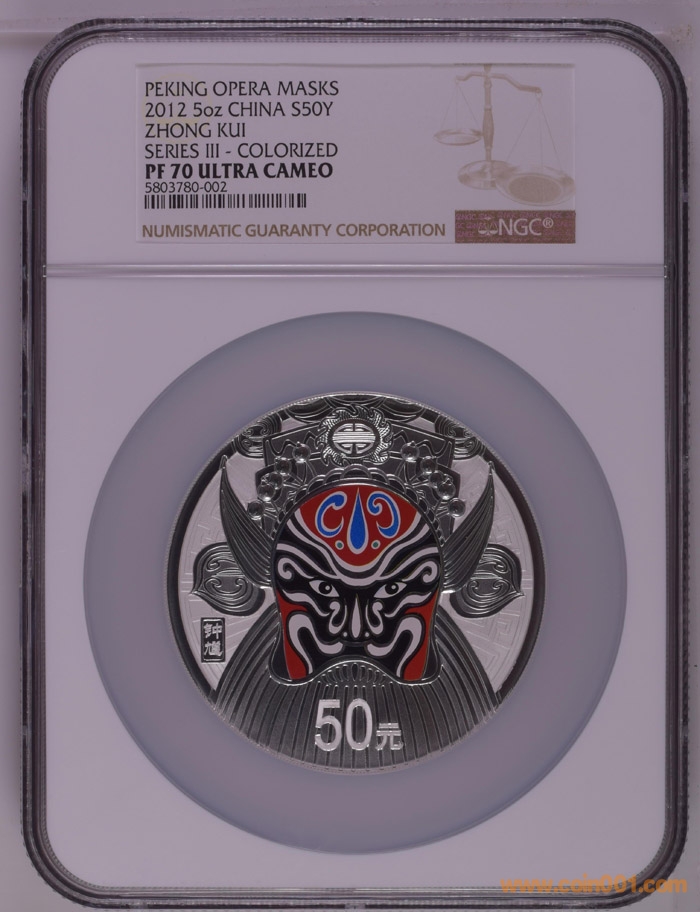 PEKING OPERA MASKS
2012 5oz CHINA S50Y
ZHONG KUI
SERIES III - COLORIZED
PF 70 ULTRA CAMEO
5803780-002
NUMISMATIC GUARANTY CORPORATION
NGC®
钟馗
50元
www.coin001.com